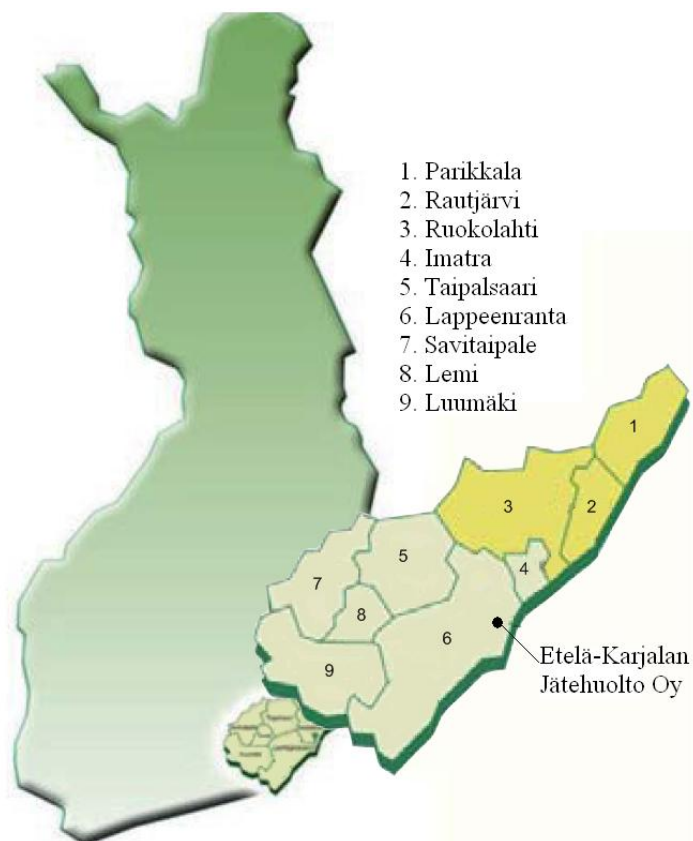 1. Parikkala
2. Rautjärvi
3. Ruokolahti
4. Imatra
5. Taipalsaari
6. Lappeenranta
7. Savitaipale
8. Lemi
9. Luumäki
1
3
2
5
4
7
8
6
9
Etelä-Karjalan
Jätehuolto Oy